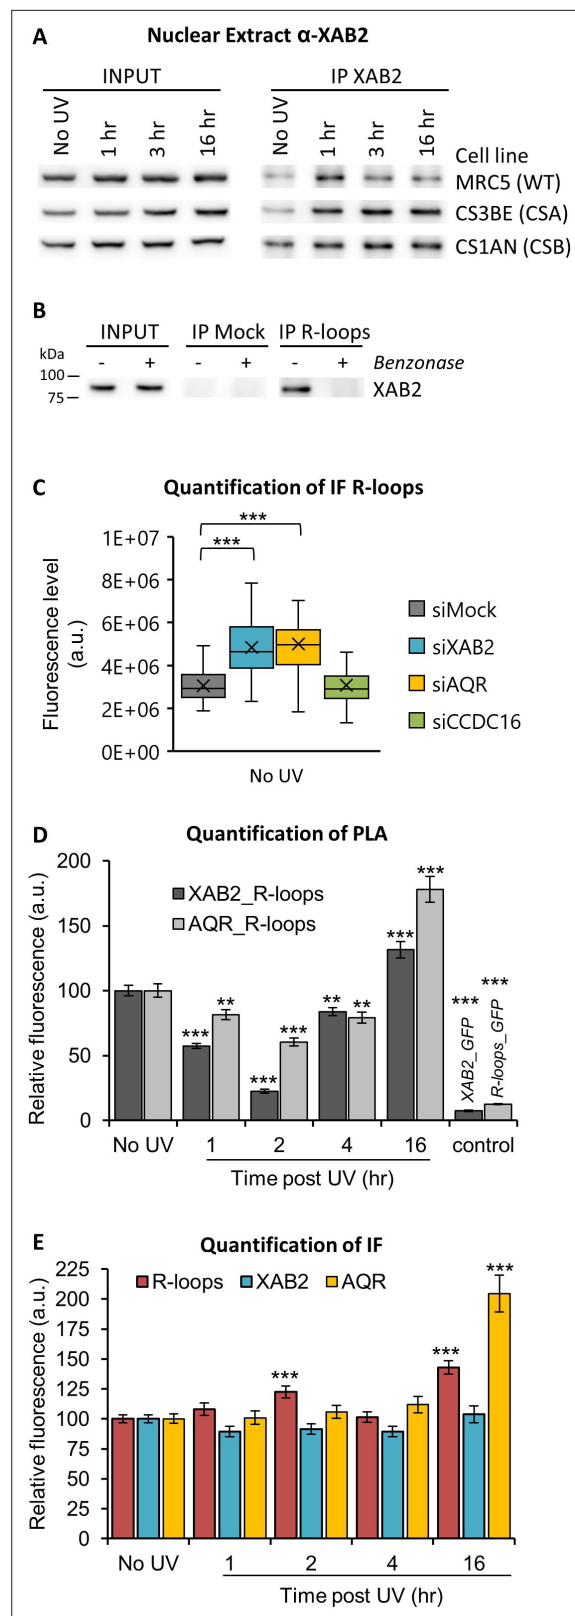 A
Nuclear Extract α-XAB2
INPUT IP XAB2
No UV 1 hr 3 hr 16 hr No UV 1 hr 3 hr 16 hr
Cell line
MRC5 (WT)
CS3BE (CSA)
CS1AN (CSB)
B
INPUT IP Mock IP R-loops
kDa
- + - + - + Benzonase
100
75
XAB2
C
Quantification of IF R-loops
***
***
Fluorescence level
(a.u.)
1E+07
8E+06
6E+06
4E+06
2E+06
0E+00
siMock
siXAB2
siAQR
siCCDC16
No UV
D
Quantification of PLA
Relative fluorescence (a.u.)
200
150
100
50
0
XAB2_R-loops
AQR_R-loops
*** ** *** *** ** ** *** ***
*** ***
XAB2_GFP
R-loops_GFP
No UV 1 2 4 16 control
Time post UV (hr)
E
Quantification of IF
Relative fluorescence (a.u.)
225
200
175
150
125
100
75
50
25
0
R-loops XAB2 AQR
*** *** ***
No UV 1 2 4 16
Time post UV (hr)